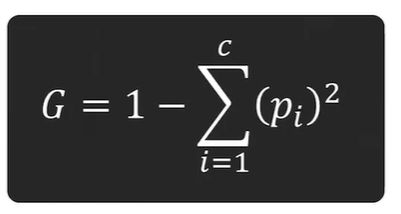 G = 1 − ∑_{i=1}^{c} (p_i)^2